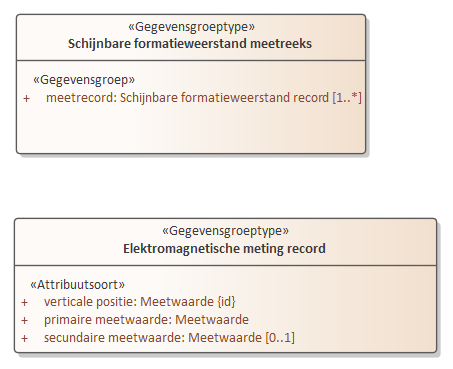 «Gegevensgroeptype»
Schijnbare formatieweerstand meetreeks
«Gegevensgroep»
+ meetrecord: Schijnbare formatieweerstand record [1..*]
«Gegevensgroeptype»
Elektromagnetische meting record
«Attribuutsoort»
+ verticale positie: Meetwaarde {id}
+ primaire meetwaarde: Meetwaarde
+ secundaire meetwaarde: Meetwaarde [0..1]